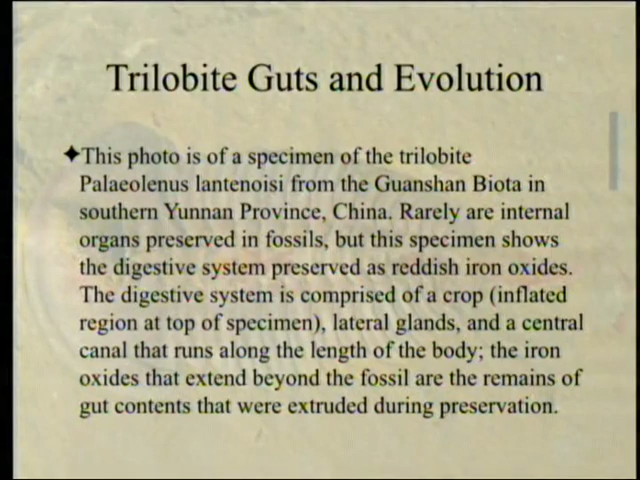 Trilobite Guts and Evolution
✦This photo is of a specimen of the trilobite
Palaeolenus lantenoisi from the Guanshan Biota in
southern Yunnan Province, China. Rarely are internal
organs preserved in fossils, but this specimen shows
the digestive system preserved as reddish iron oxides.
The digestive system is comprised of a crop (inflated
region at top of specimen), lateral glands, and a central
canal that runs along the length of the body; the iron
oxides that extend beyond the fossil are the remains of
gut contents that were extruded during preservation.